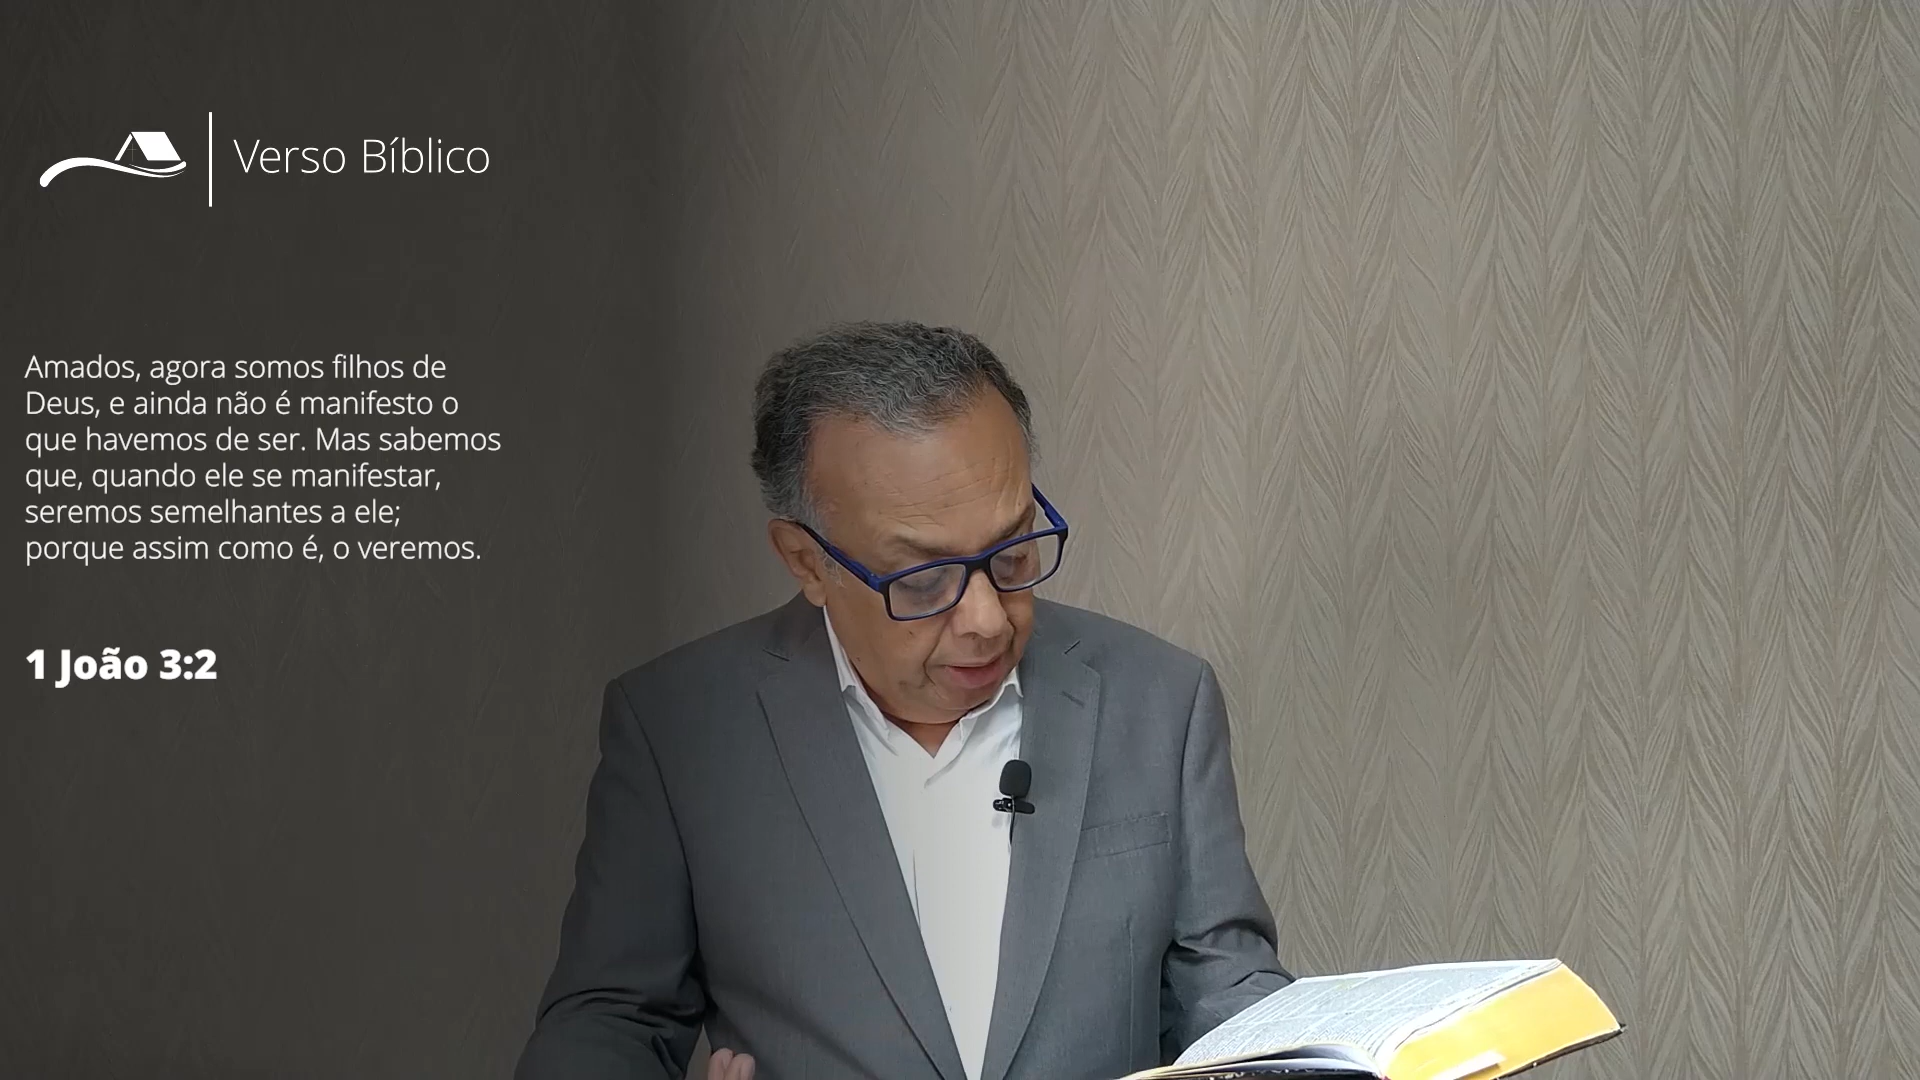 Verso Bíblico
Amados, agora somos filhos de
Deus, e ainda não é manifesto o
que havemos de ser. Mas sabemos
que, quando ele se manifestar,
seremos semelhantes a ele;
porque assim como é, o veremos.
1 João 3:2